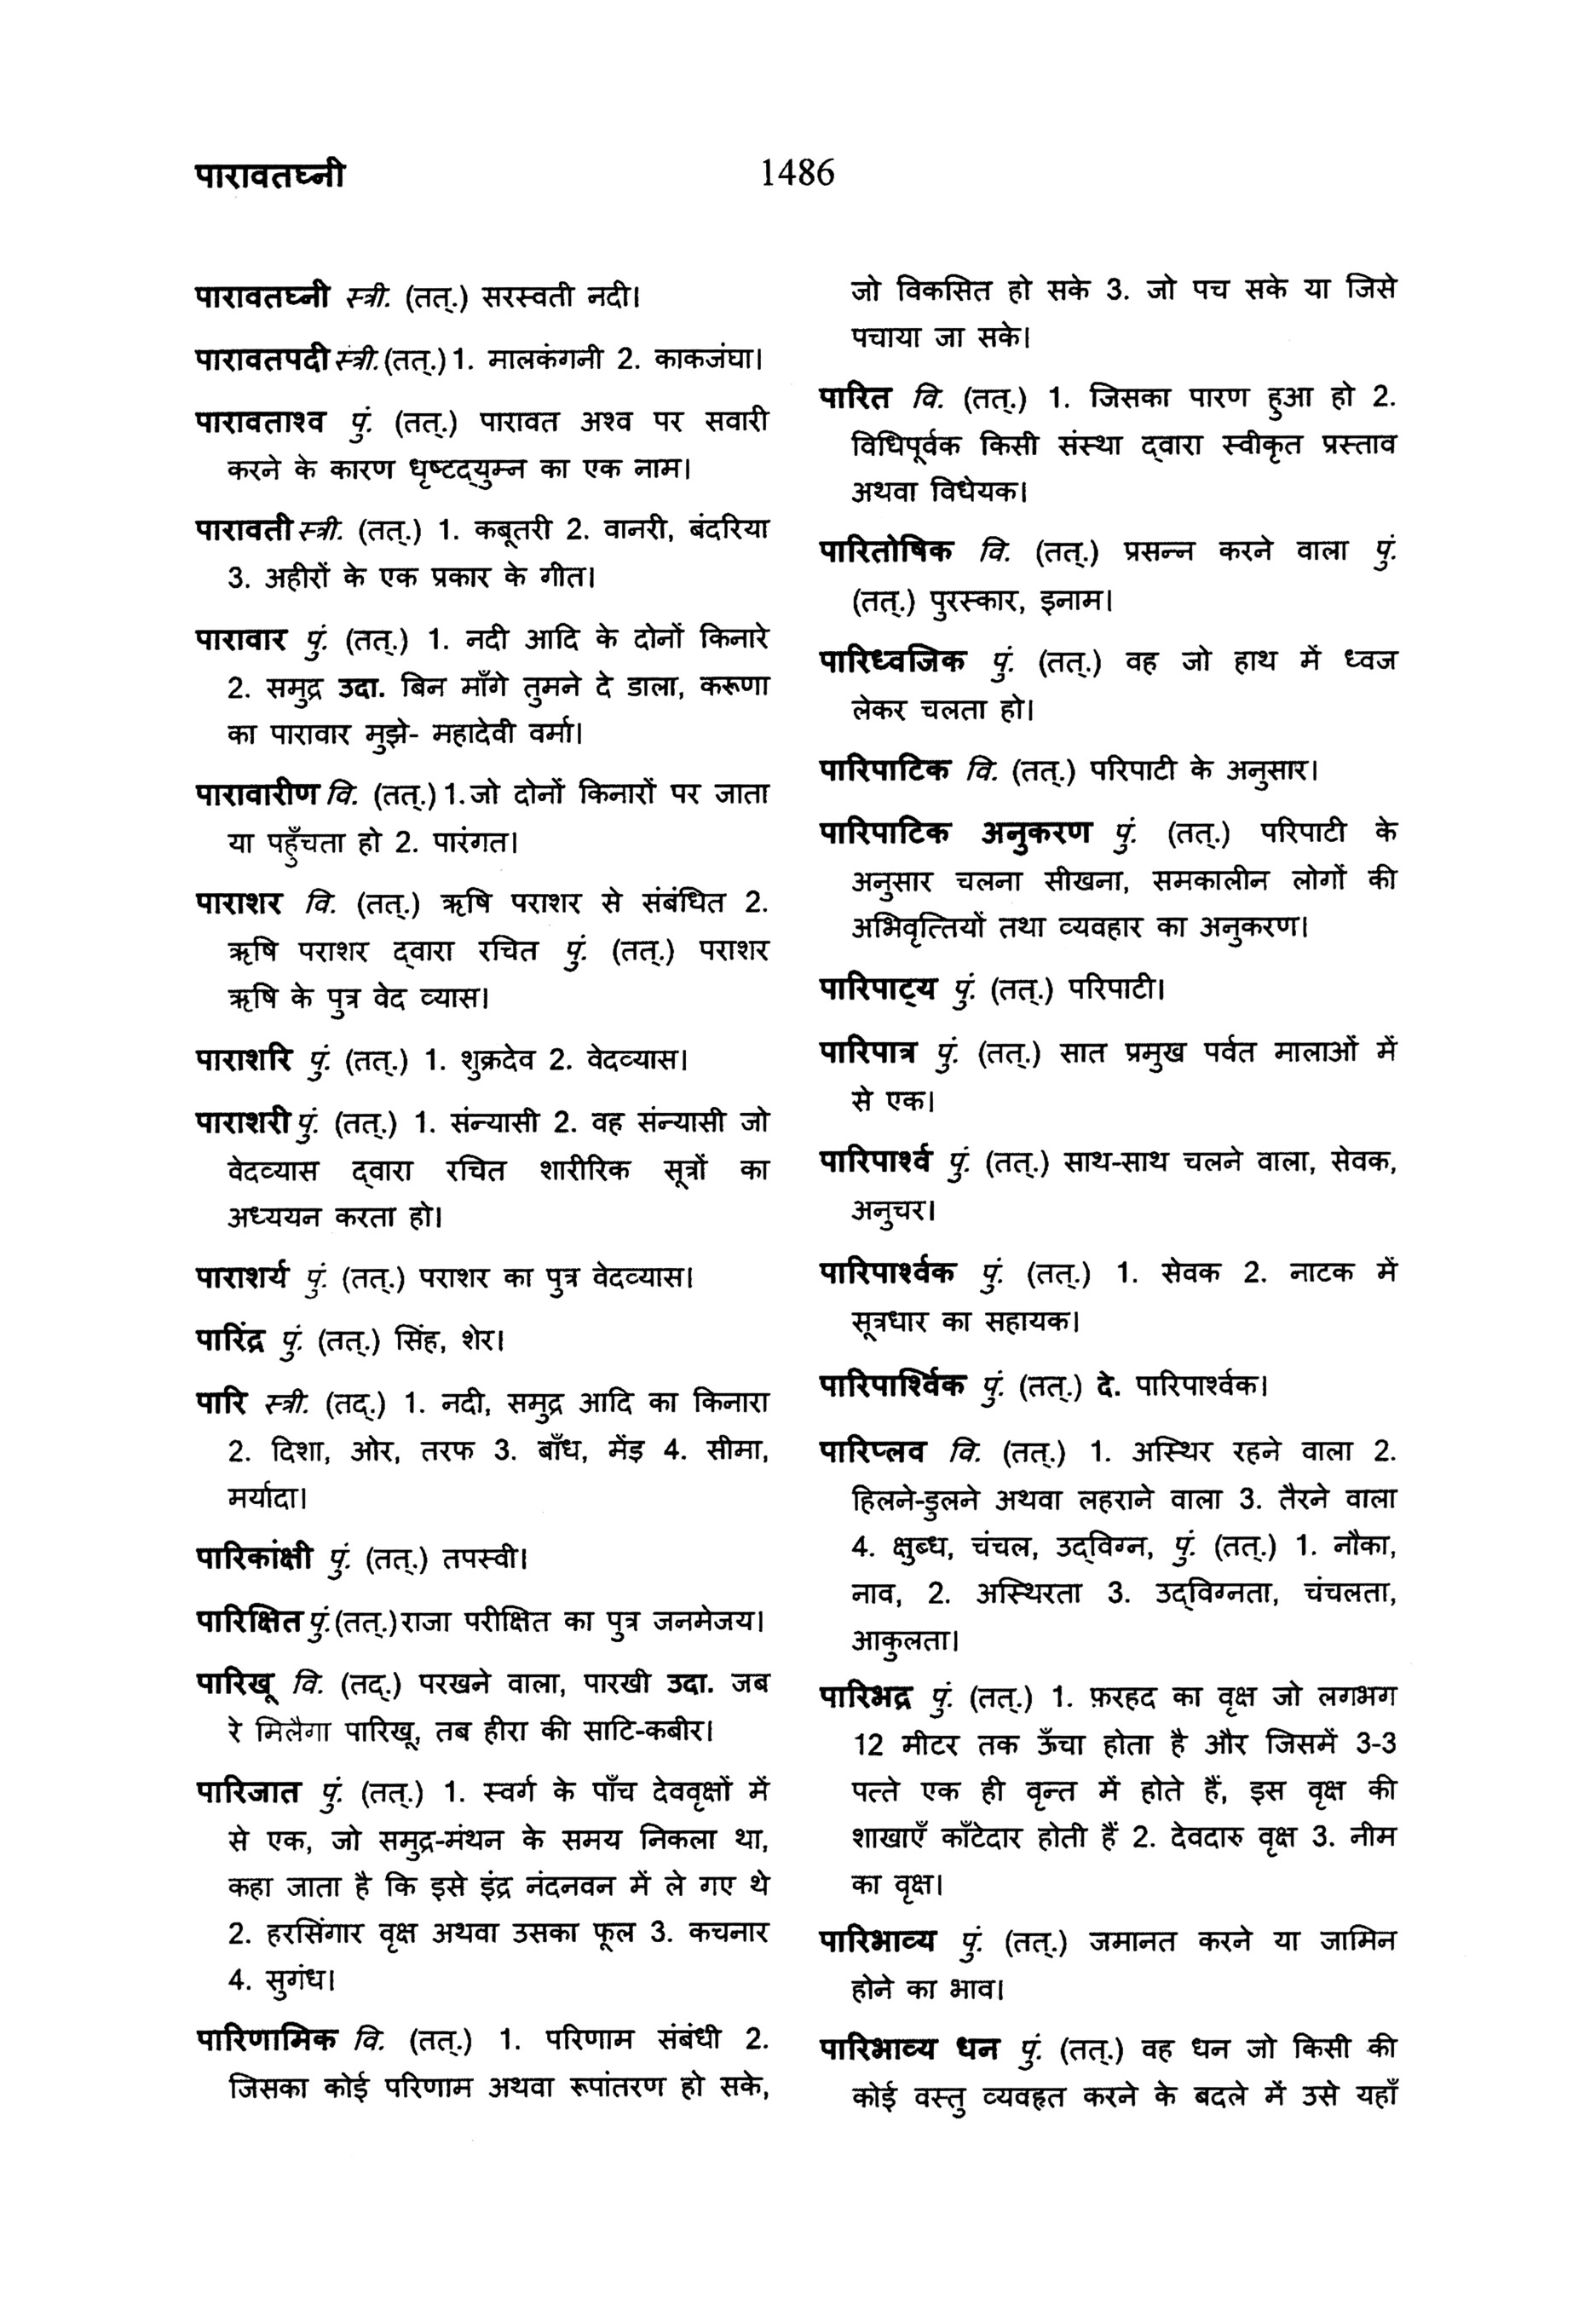 पारावतघ्नी
1486
पारावतघ्नी स्त्री. (तत्.) सरस्वती नदी।
पारावतपदी स्त्री. (तत्.) 1. मालकंगनी 2. काकजंघा।
पारावताश्व पुं. (तत्.) पारावत अश्व पर सवारी
करने के कारण धृष्टद्युम्न का एक नाम।
पारावती स्त्री. (तत्.) 1. कबूतरी 2. वानरी, बंदरिया
3. अहीरों के एक प्रकार के गीत।
पारावार पुं. (तत्.) 1. नदी आदि के दोनों किनारे
2. समुद्र उदा. बिन माँगे तुमने दे डाला, करूणा
का पारावार मुझे- महादेवी वर्मा।
पारावारीण वि. (तत्.) 1. जो दोनों किनारों पर जाता
या पहुँचता हो 2. पारंगत।
पाराशर वि. (तत्.) ऋषि पराशर से संबंधित 2.
ऋषि पराशर द्वारा रचित पुं. (तत्.) पराशर
ऋषि के पुत्र वेद व्यास।
पाराशरि पुं. (तत्.) 1. शुक्रदेव 2. वेदव्यास।
पाराशरी पुं. (तत्.) 1. संन्यासी 2. वह संन्यासी जो
वेदव्यास द्वारा रचित शारीरिक सूत्रों का
अध्ययन करता हो।
पाराशर्य पुं. (तत्.) पराशर का पुत्र वेदव्यास।
पारिंद्र पुं. (तत्.) सिंह, शेर।
पारि स्त्री. (तद्.) 1. नदी, समुद्र आदि का किनारा
2. दिशा, ओर, तरफ 3. बाँध, मेंड़ 4. सीमा,
मर्यादा।
पारिकांक्षी पुं. (तत्.) तपस्वी।
पारिक्षित पुं. (तत्.) राजा परीक्षित का पुत्र जनमेजय।
पारिखू वि. (तद्.) परखने वाला, पारखी उदा. जब
रे मिलैगा पारिखू, तब हीरा की साटि-कबीर।
पारिजात पुं. (तत्.) 1. स्वर्ग के पाँच देववृक्षों में
से एक, जो समुद्र-मंथन के समय निकला था,
कहा जाता है कि इसे इंद्र नंदनवन में ले गए थे
2. हरसिंगार वृक्ष अथवा उसका फूल 3. कचनार
4. सुगंध।
पारिणामिक वि. (तत्.) 1. परिणाम संबंधी 2.
जिसका कोई परिणाम अथवा रूपांतरण हो सके,
जो विकसित हो सके 3. जो पच सके या जिसे
पचाया जा सके।
पारित वि. (तत्.) 1. जिसका पारण हुआ हो 2.
विधिपूर्वक किसी संस्था द्वारा स्वीकृत प्रस्ताव
अथवा विधेयक।
पारितोषिक वि. (तत्.) प्रसन्न करने वाला पुं.
(तत्.) पुरस्कार, इनाम।
पारिध्वजिक पुं. (तत्.) वह जो हाथ में ध्वज
लेकर चलता हो।
पारिपाटिक वि. (तत्.) परिपाटी के अनुसार।
पारिपाटिक अनुकरण पुं. (तत्.) परिपाटी के
अनुसार चलना सीखना, समकालीन लोगों की
अभिवृत्तियों तथा व्यवहार का अनुकरण।
पारिपाट्य पुं. (तत्.) परिपाटी।
पारिपात्र पुं. (तत्.) सात प्रमुख पर्वत मालाओं में
से एक।
पारिपार्श्व पुं. (तत्.) साथ-साथ चलने वाला, सेवक,
अनुचर।
पारिपार्श्वक पुं. (तत्.) 1. सेवक 2. नाटक में
सूत्रधार का सहायक।
पारिपार्श्विक पुं. (तत्.) दे. पारिपार्श्वक।
पारिप्लव वि. (तत्.) 1. अस्थिर रहने वाला 2.
हिलने-डुलने अथवा लहराने वाला 3. तैरने वाला
4. क्षुब्ध, चंचल, उद्विग्न, पुं. (तत्.) 1. नौका,
नाव, 2. अस्थिरता 3. उद्विग्नता, चंचलता,
आकुलता।
पारिभद्र पुं. (तत्.) 1. फ़रहद का वृक्ष जो लगभग
12 मीटर तक ऊँचा होता है और जिसमें 3-3
पत्ते एक ही वृन्त में होते हैं, इस वृक्ष की
शाखाएँ काँटेदार होती हैं 2. देवदारु वृक्ष 3. नीम
का वृक्ष।
पारिभाव्य पुं. (तत्.) जमानत करने या जामिन
होने का भाव।
पारिभाव्य धन पुं. (तत्.) वह धन जो किसी की
कोई वस्तु व्यवहृत करने के बदले में उसे यहाँ